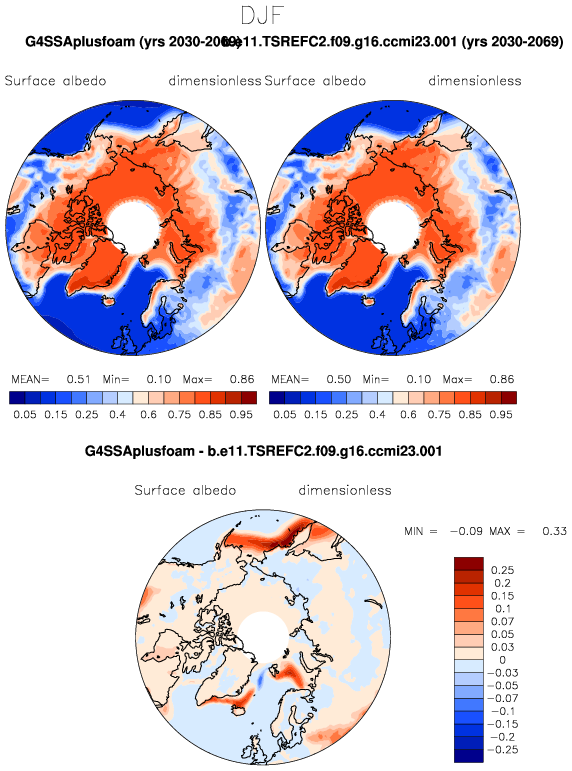 DJF
G4SSAplusfoam (yrs 2030-2069) b.e11.TSREFC2.f09.g16.ccmi23.001 (yrs 2030-2069)
Surface albedo dimensionless Surface albedo dimensionless
MEAN= 0.51 Min= 0.10 Max= 0.86 MEAN= 0.50 Min= 0.10 Max= 0.86
0.05 0.15 0.25 0.4 0.6 0.75 0.85 0.95 0.05 0.15 0.25 0.4 0.6 0.75 0.85 0.95
G4SSAplusfoam - b.e11.TSREFC2.f09.g16.ccmi23.001
Surface albedo dimensionless
MIN = -0.09 MAX = 0.33
0.25
0.2
0.15
0.1
0.07
0.05
0.03
0
-0.03
-0.05
-0.07
-0.1
-0.15
-0.2
-0.25